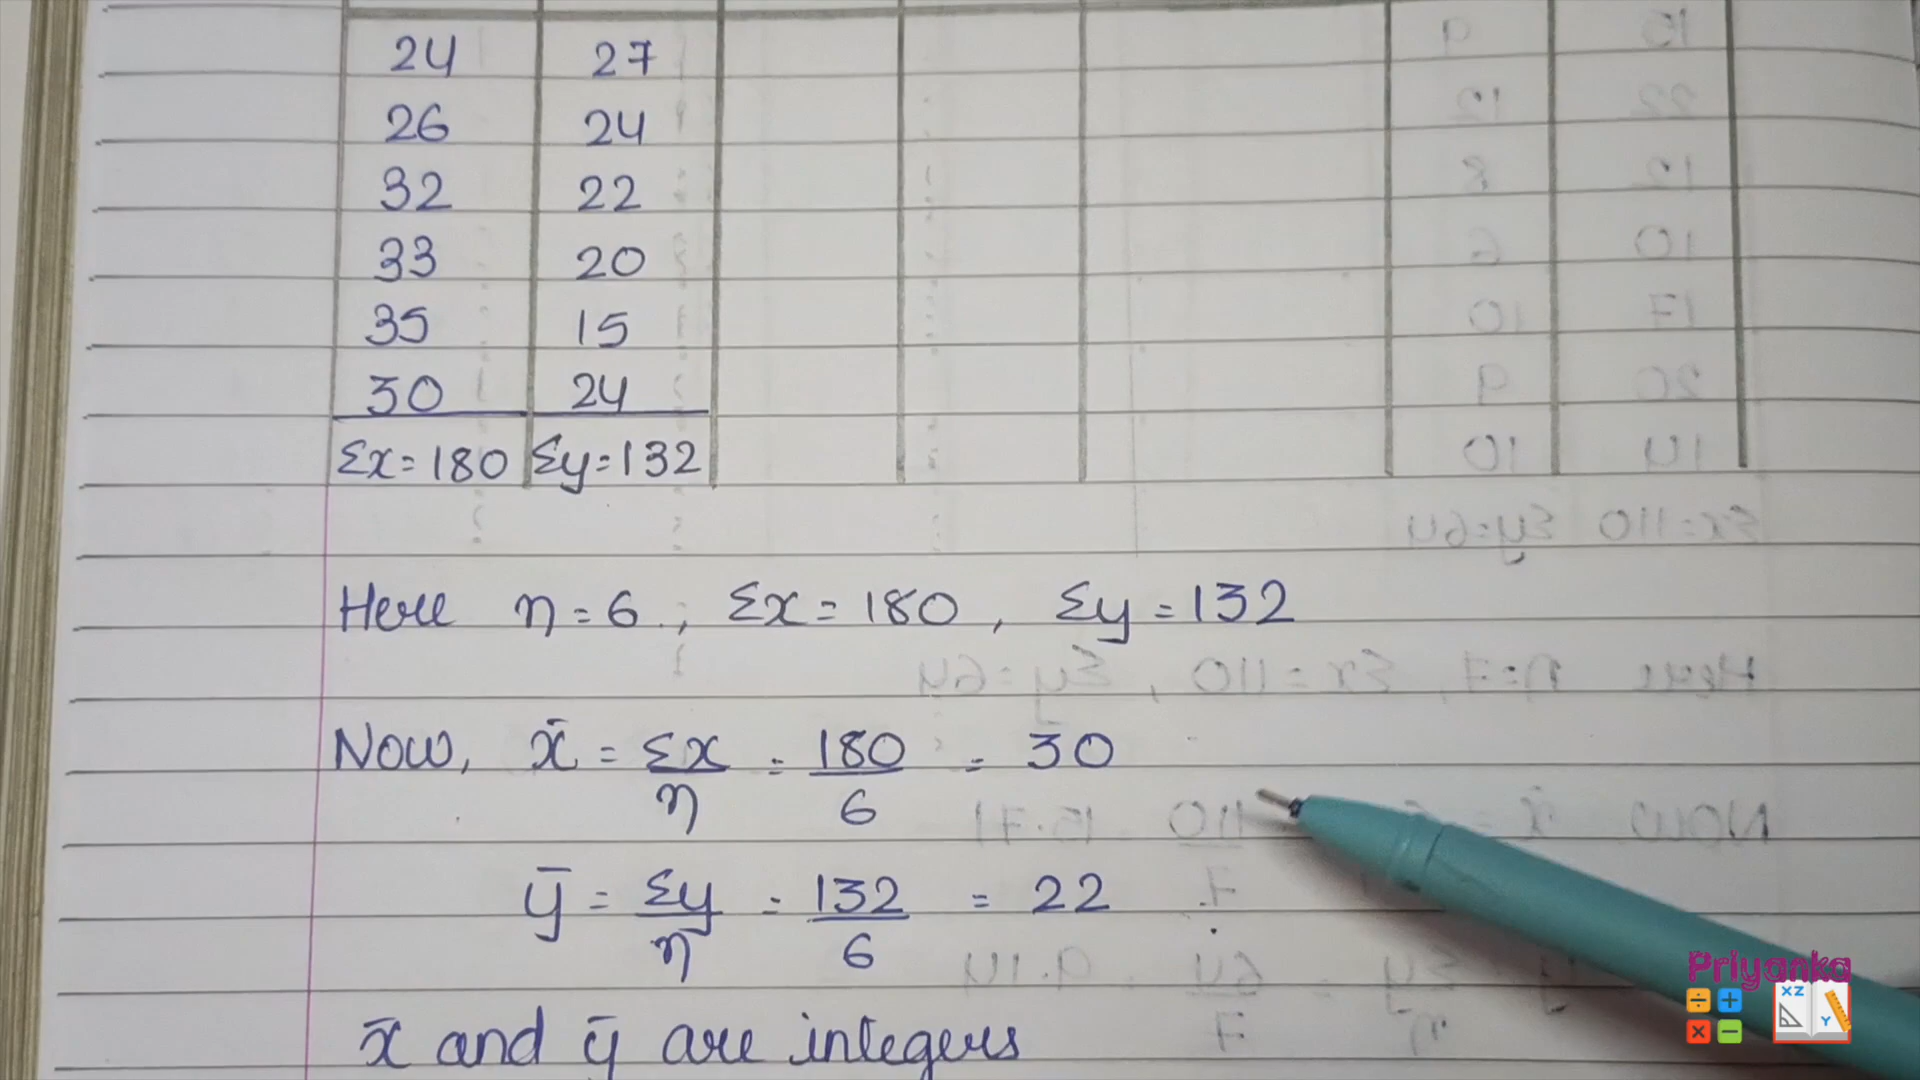 24 27
26 24
32 22
33 20
35 15
30 24
Σx=180 Σy=132
Here n=6, Σx=180, Σy=132
Now, x̄ = Σx/n = 180/6 = 30
ȳ = Σy/n = 132/6 = 22
x̄ and ȳ are integers
Priyanka
XZ
Y